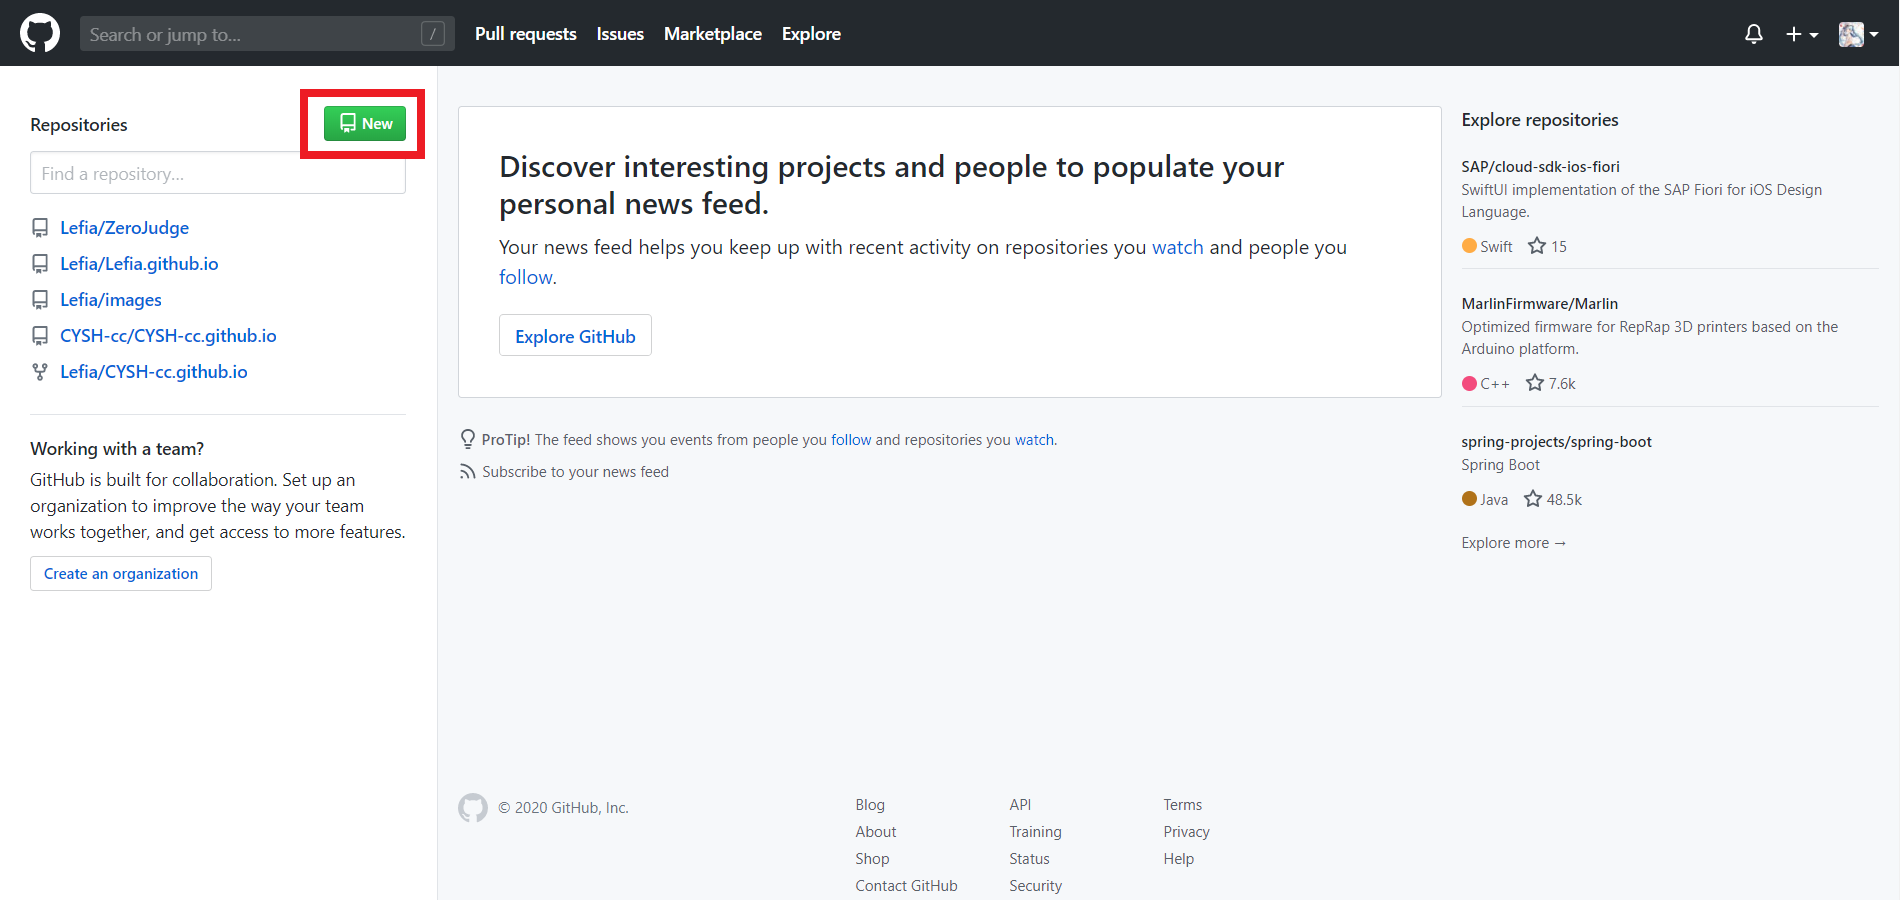 Search or jump to...
/
Pull requests
Issues
Marketplace
Explore
Repositories
New
Find a repository...
Lefia/ZeroJudge
Lefia/Lefia.github.io
Lefia/images
CYSH-cc/CYSH-cc.github.io
Lefia/CYSH-cc.github.io
Working with a team?
GitHub is built for collaboration. Set up an
organization to improve the way your team
works together, and get access to more features.
Create an organization
Discover interesting projects and people to populate your
personal news feed.
Your news feed helps you keep up with recent activity on repositories you watch and people you
follow.
Explore GitHub
ProTip! The feed shows you events from people you follow and repositories you watch.
Subscribe to your news feed
Explore repositories
SAP/cloud-sdk-ios-fiori
SwiftUI implementation of the SAP Fiori for iOS Design
Language.
Swift 15
MarlinFirmware/Marlin
Optimized firmware for RepRap 3D printers based on the
Arduino platform.
C++ 7.6k
spring-projects/spring-boot
Spring Boot
Java 48.5k
Explore more →
© 2020 GitHub, Inc.
Blog
About
Shop
Contact GitHub
API
Training
Status
Security
Terms
Privacy
Help